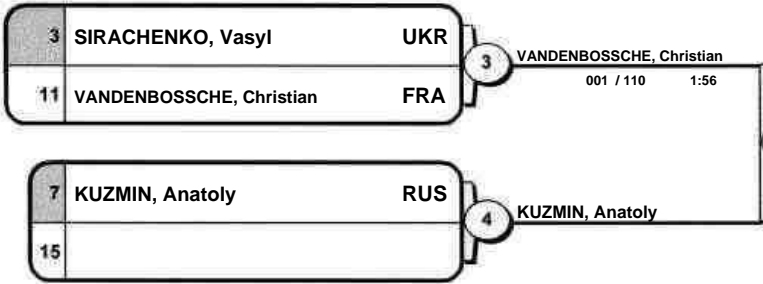 3 SIRACHENKO, Vasyl UKR
11 VANDENBOSSCHE, Christian FRA
3
VANDENBOSSCHE, Christian
001 / 110 1:56
7 KUZMIN, Anatoly RUS
15
4
KUZMIN, Anatoly